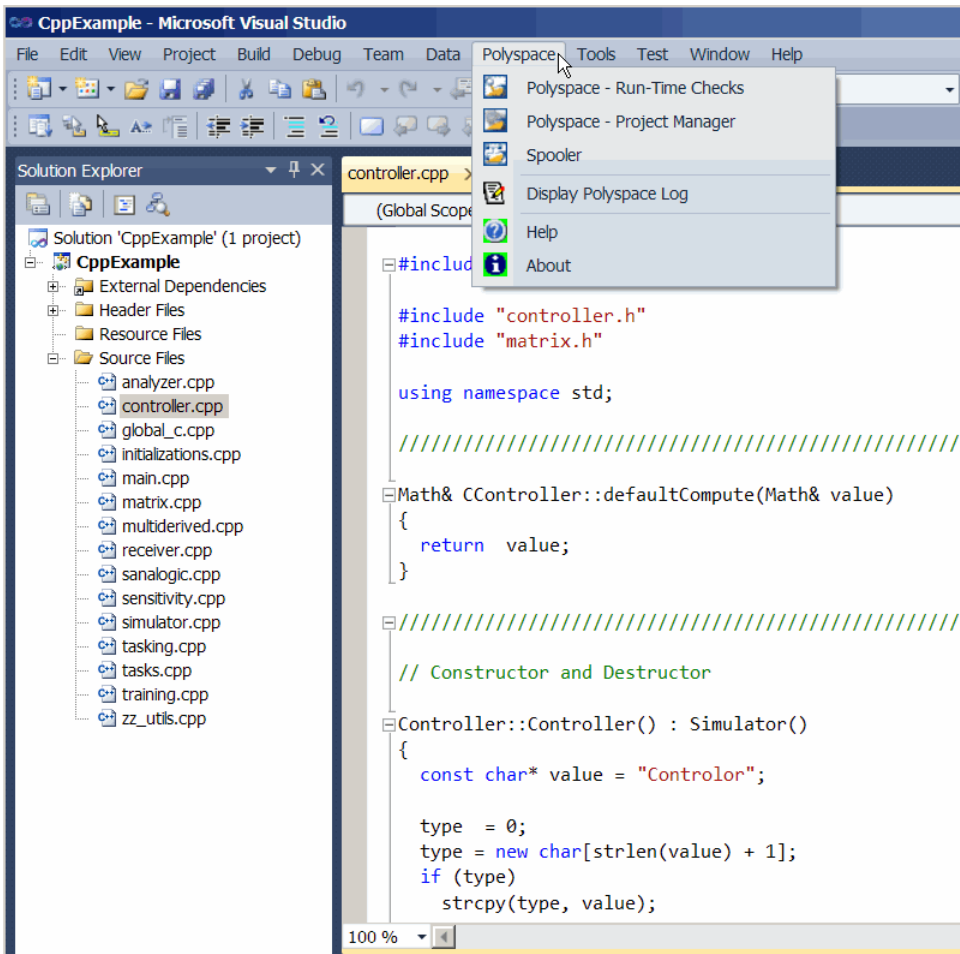 CppExample - Microsoft Visual Studio
File Edit View Project Build Debug Team Data Polyspace Tools Test Window Help
Polyspace - Run-Time Checks
Polyspace - Project Manager
Spooler
Display Polyspace Log
Help
About
Solution Explorer
Solution 'CppExample' (1 project)
CppExample
External Dependencies
Header Files
Resource Files
Source Files
analyzer.cpp
controller.cpp
global_c.cpp
initializations.cpp
main.cpp
matrix.cpp
multiderived.cpp
receiver.cpp
sanalogic.cpp
sensitivity.cpp
simulator.cpp
tasking.cpp
tasks.cpp
training.cpp
zz_utils.cpp
controller.cpp
(Global Scope
#includ
#include "controller.h"
#include "matrix.h"
using namespace std;
////////////////////////////////////////////////////
Math& CController::defaultCompute(Math& value)
{
return value;
}
////////////////////////////////////////////////////
// Constructor and Destructor
Controller::Controller() : Simulator()
{
const char* value = "Controlor";
type = 0;
type = new char[strlen(value) + 1];
if (type)
strcpy(type, value);
100 %